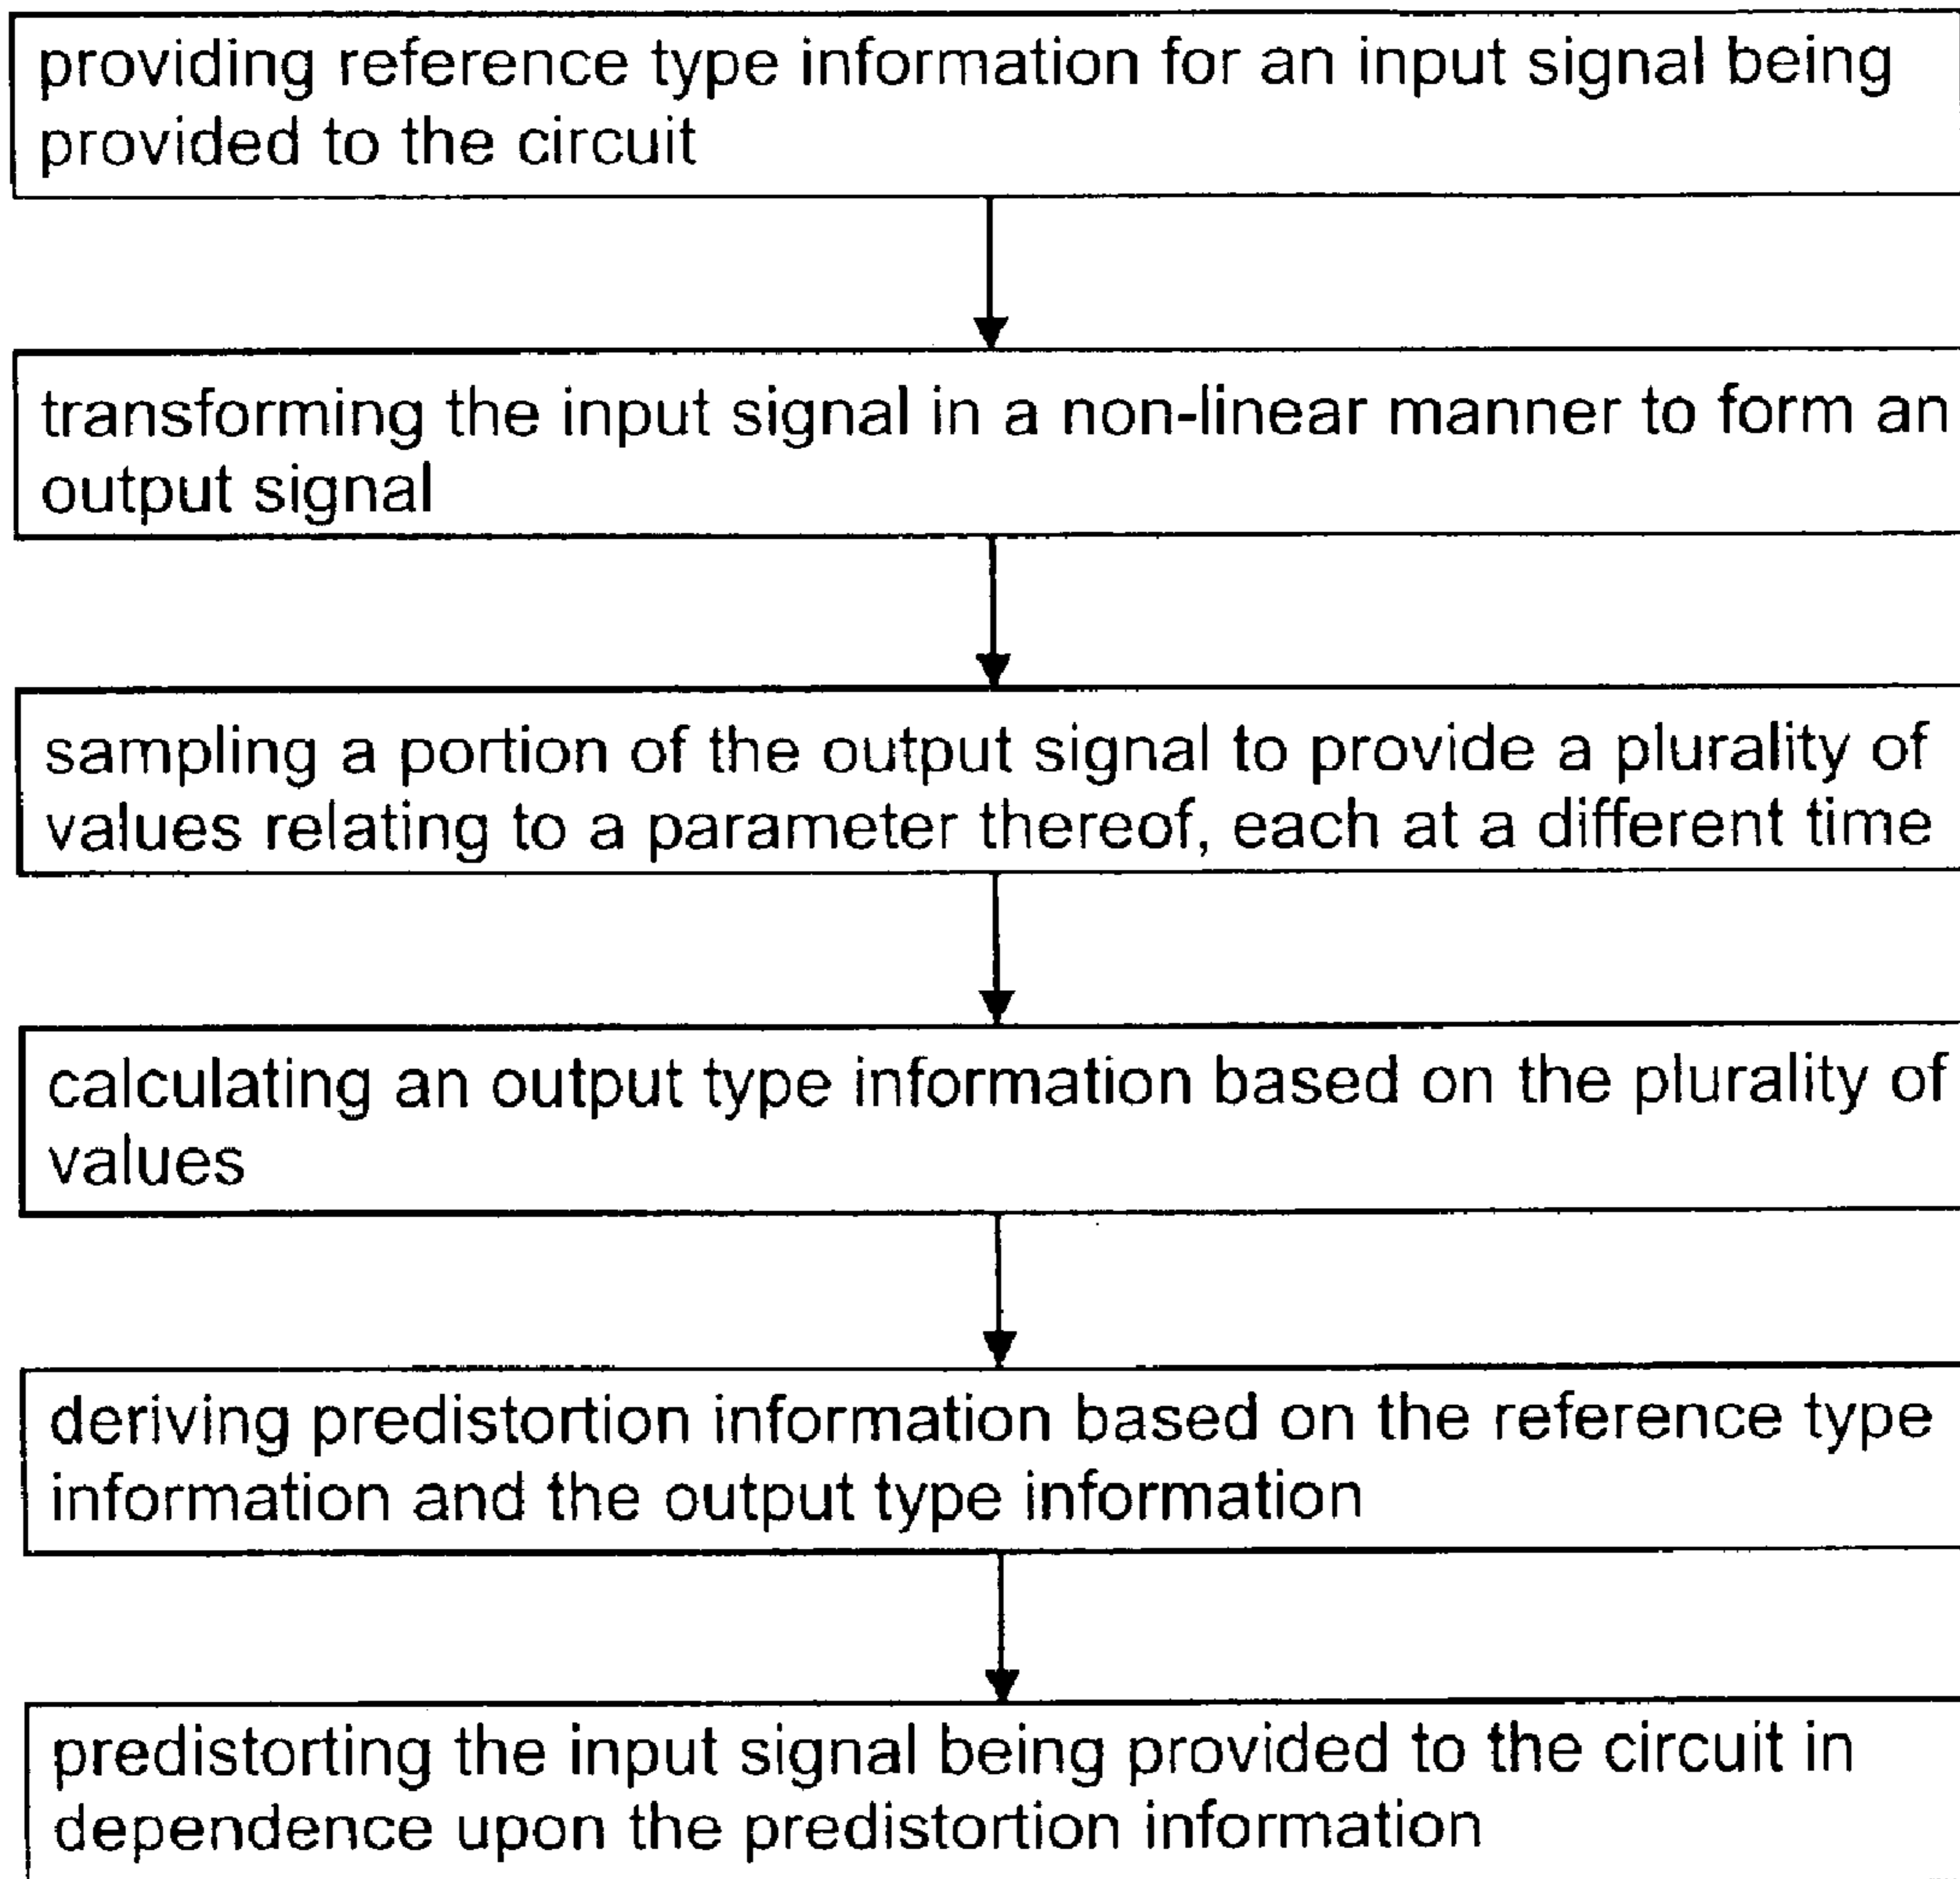 providing reference type information for an input signal being
provided to the circuit
transforming the input signal in a non-linear manner to form an
output signal
sampling a portion of the output signal to provide a plurality of
values relating to a parameter thereof, each at a different time
calculating an output type information based on the plurality of
values
deriving predistortion information based on the reference type
information and the output type information
predistorting the input signal being provided to the circuit in
dependence upon the predistortion information